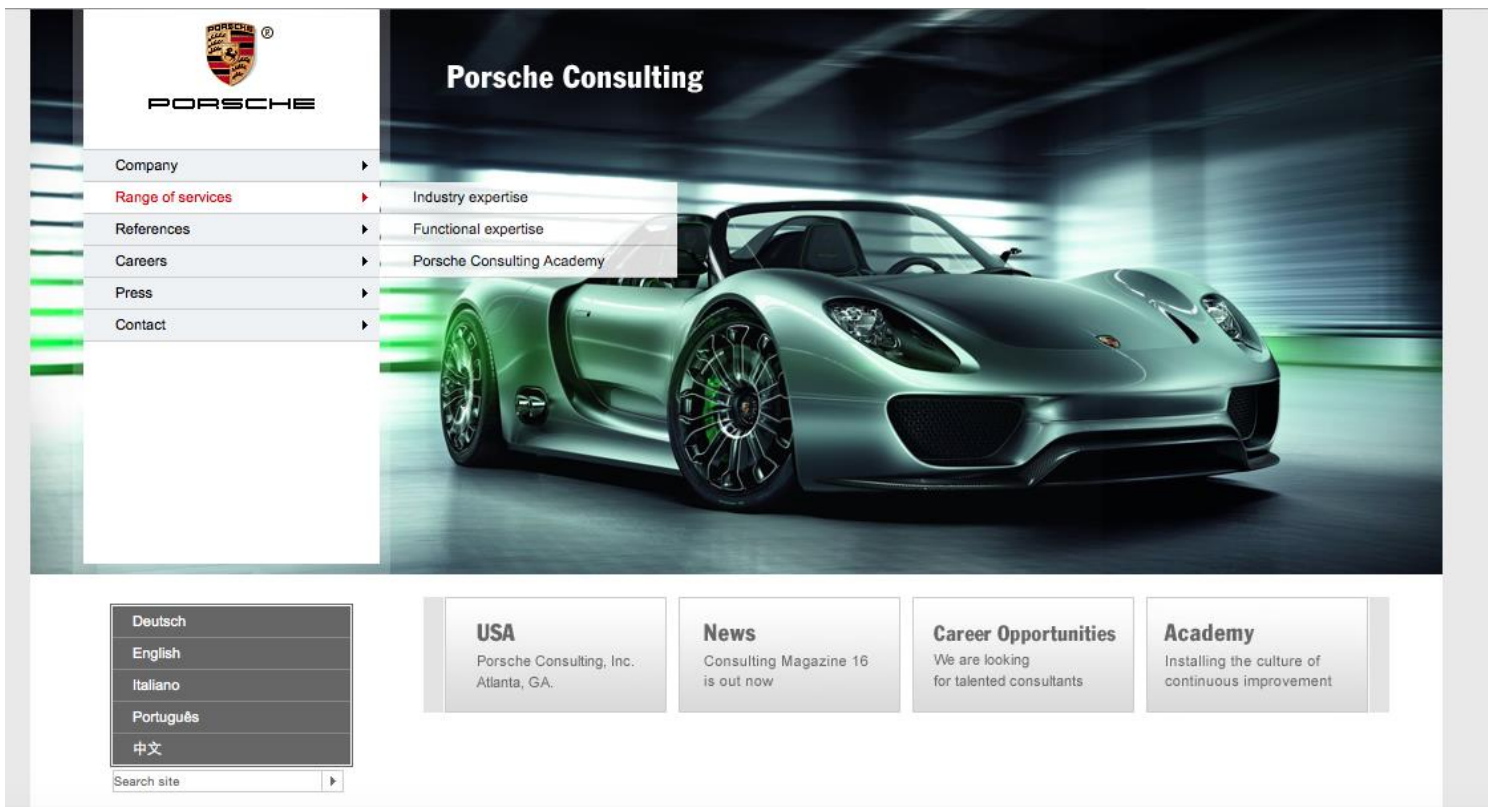 PORSCHE
®
PORSCHE
Porsche Consulting
Company
Range of services
Industry expertise
References
Functional expertise
Careers
Porsche Consulting Academy
Press
Contact
Deutsch
English
Italiano
Português
中文
Search site
USA
Porsche Consulting, Inc.
Atlanta, GA.
News
Consulting Magazine 16
is out now
Career Opportunities
We are looking
for talented consultants
Academy
Installing the culture of
continuous improvement